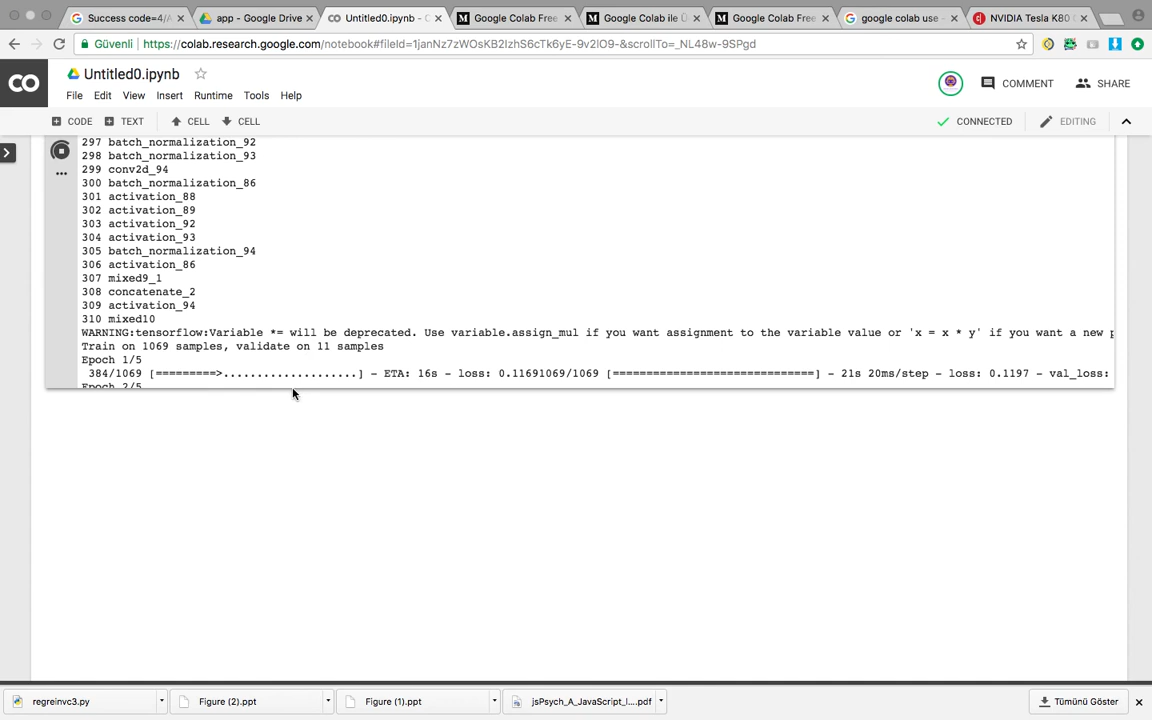 Success code=4/A
app - Google Drive
Untitled0.ipynb - C
Google Colab Free
Google Colab ile Ü
Google Colab Free
google colab use -
NVIDIA Tesla K80
Güvenli
https://colab.research.google.com/notebook#fileId=1janNz7zWOsKB2IzhS6cTk6yE-9v2lO9-&scrollTo=_NL48w-9SPgd
CO
Untitled0.ipynb
COMMENT
SHARE
File Edit View Insert Runtime Tools Help
CODE TEXT CELL CELL
CONNECTED
EDITING
297 batch_normalization_92
298 batch_normalization_93
299 conv2d_94
300 batch_normalization_86
301 activation_88
302 activation_89
303 activation_92
304 activation_93
305 batch_normalization_94
306 activation_86
307 mixed9_1
308 concatenate_2
309 activation_94
310 mixed10
WARNING:tensorflow:Variable *= will be deprecated. Use variable.assign_mul if you want assignment to the variable value or 'x = x * y' if you want a new p
Train on 1069 samples, validate on 11 samples
Epoch 1/5
384/1069 [=========>....................] - ETA: 16s - loss: 0.11691069/1069 [==============================] - 21s 20ms/step - loss: 0.1197 - val_loss:
Epoch 2/5
regreinvc3.py
Figure (2).ppt
Figure (1).ppt
jsPsych_A_JavaScript_l....pdf
Tümünü Göster